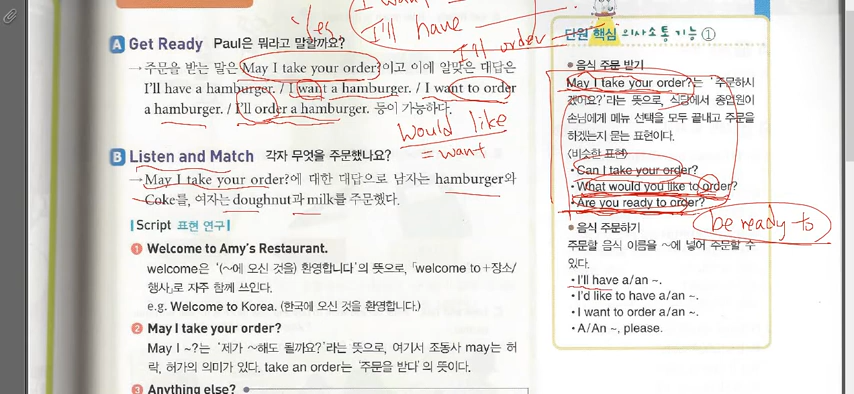 Yes
I want
I'll have
I'll order
A Get Ready Paul은 뭐라고 말할까요?
→ 주문을 받는 말은 May I take your order?이고 이에 알맞은 대답은
I'll have a hamburger. / I want a hamburger. / I want to order
a hamburger. / I'll order a hamburger. 등이 가능하다.
would like
= want
B Listen and Match 각자 무엇을 주문했나요?
→ May I take your order?에 대한 대답으로 남자는 hamburger와
Coke를, 여자는 doughnut과 milk를 주문했다.
Script 표현 연구
1 Welcome to Amy's Restaurant.
welcome은 '(~에 오신 것을) 환영합니다'의 뜻으로, 「welcome to+장소/
행사」로 자주 함께 쓰인다.
e.g. Welcome to Korea. (한국에 오신 것을 환영합니다.)
2 May I take your order?
May I ~?는 '제가 ~해도 될까요?'라는 뜻으로, 여기서 조동사 may는 허
락, 허가의 의미가 있다. take an order는 '주문을 받다'의 뜻이다.
3 Anything else?
단원 핵심 의사소통 기능 ①
• 음식 주문 받기
May I take your order?는 '주문하시
겠어요?'라는 뜻으로, 식당에서 종업원이
손님에게 메뉴 선택을 모두 끝내고 주문을
하겠는지 묻는 표현이다.
〈비슷한 표현〉
• Can I take your order?
• What would you like to order?
• Are you ready to order?
be ready to
• 음식 주문하기
주문할 음식 이름을 ~에 넣어 주문할 수
있다.
• I'll have a/an ~.
• I'd like to have a/an ~.
• I want to order a/an ~.
• A/An ~, please.